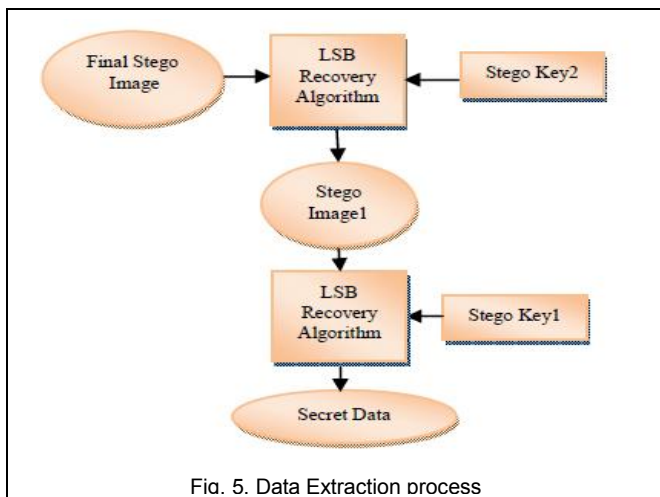 Final Stego
Image
LSB
Recovery
Algorithm
Stego Key2
Stego
Image1
LSB
Recovery
Algorithm
Stego Key1
Secret Data
Fig. 5. Data Extraction process